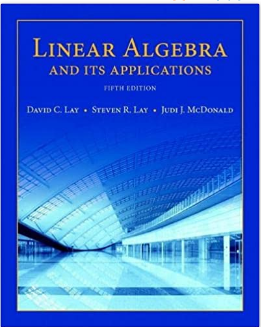 LINEAR ALGEBRA
AND ITS APPLICATIONS
FIFTH EDITION
DAVID C. LAY • STEVEN R. LAY • JUDI J. MCDONALD